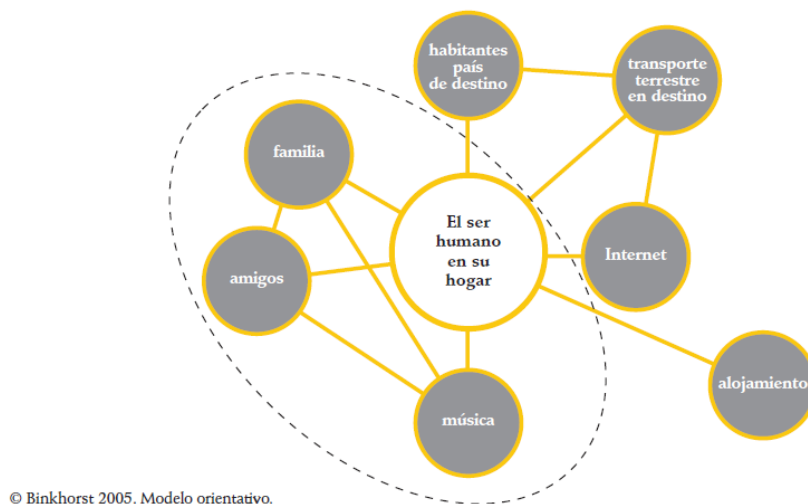 habitantes
país
de destino
transporte
terrestre
en destino
familia
El ser
humano
en su
hogar
amigos
Internet
alojamiento
música
© Binkhorst 2005. Modelo orientativo.